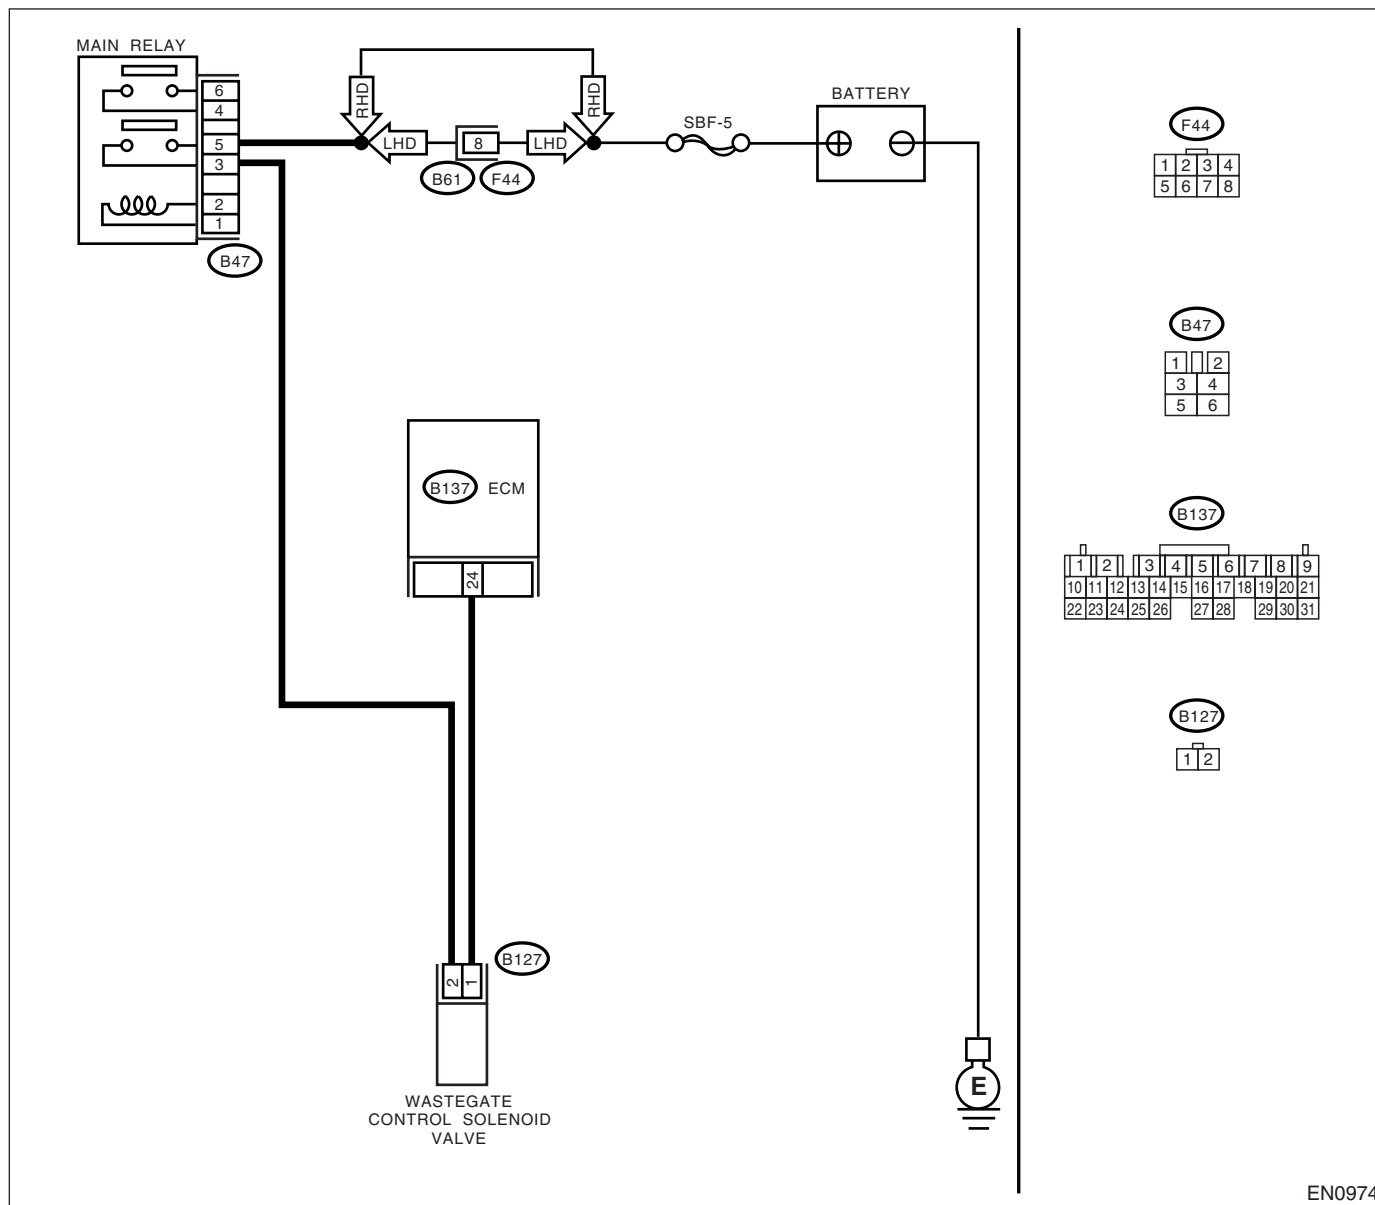 MAIN RELAY
6
4
5
3
2
1
B47
RHD
RHD
LHD
8
LHD
B61
F44
SBF-5
BATTERY
B137 ECM
24
B127
2 1
WASTEGATE
CONTROL SOLENOID
VALVE
E
F44
1 2 3 4
5 6 7 8
B47
1 2
3 4
5 6
B137
1 2 3 4 5 6 7 8 9
10 11 12 13 14 15 16 17 18 19 20 21
22 23 24 25 26 27 28 29 30 31
B127
1 2
EN0974